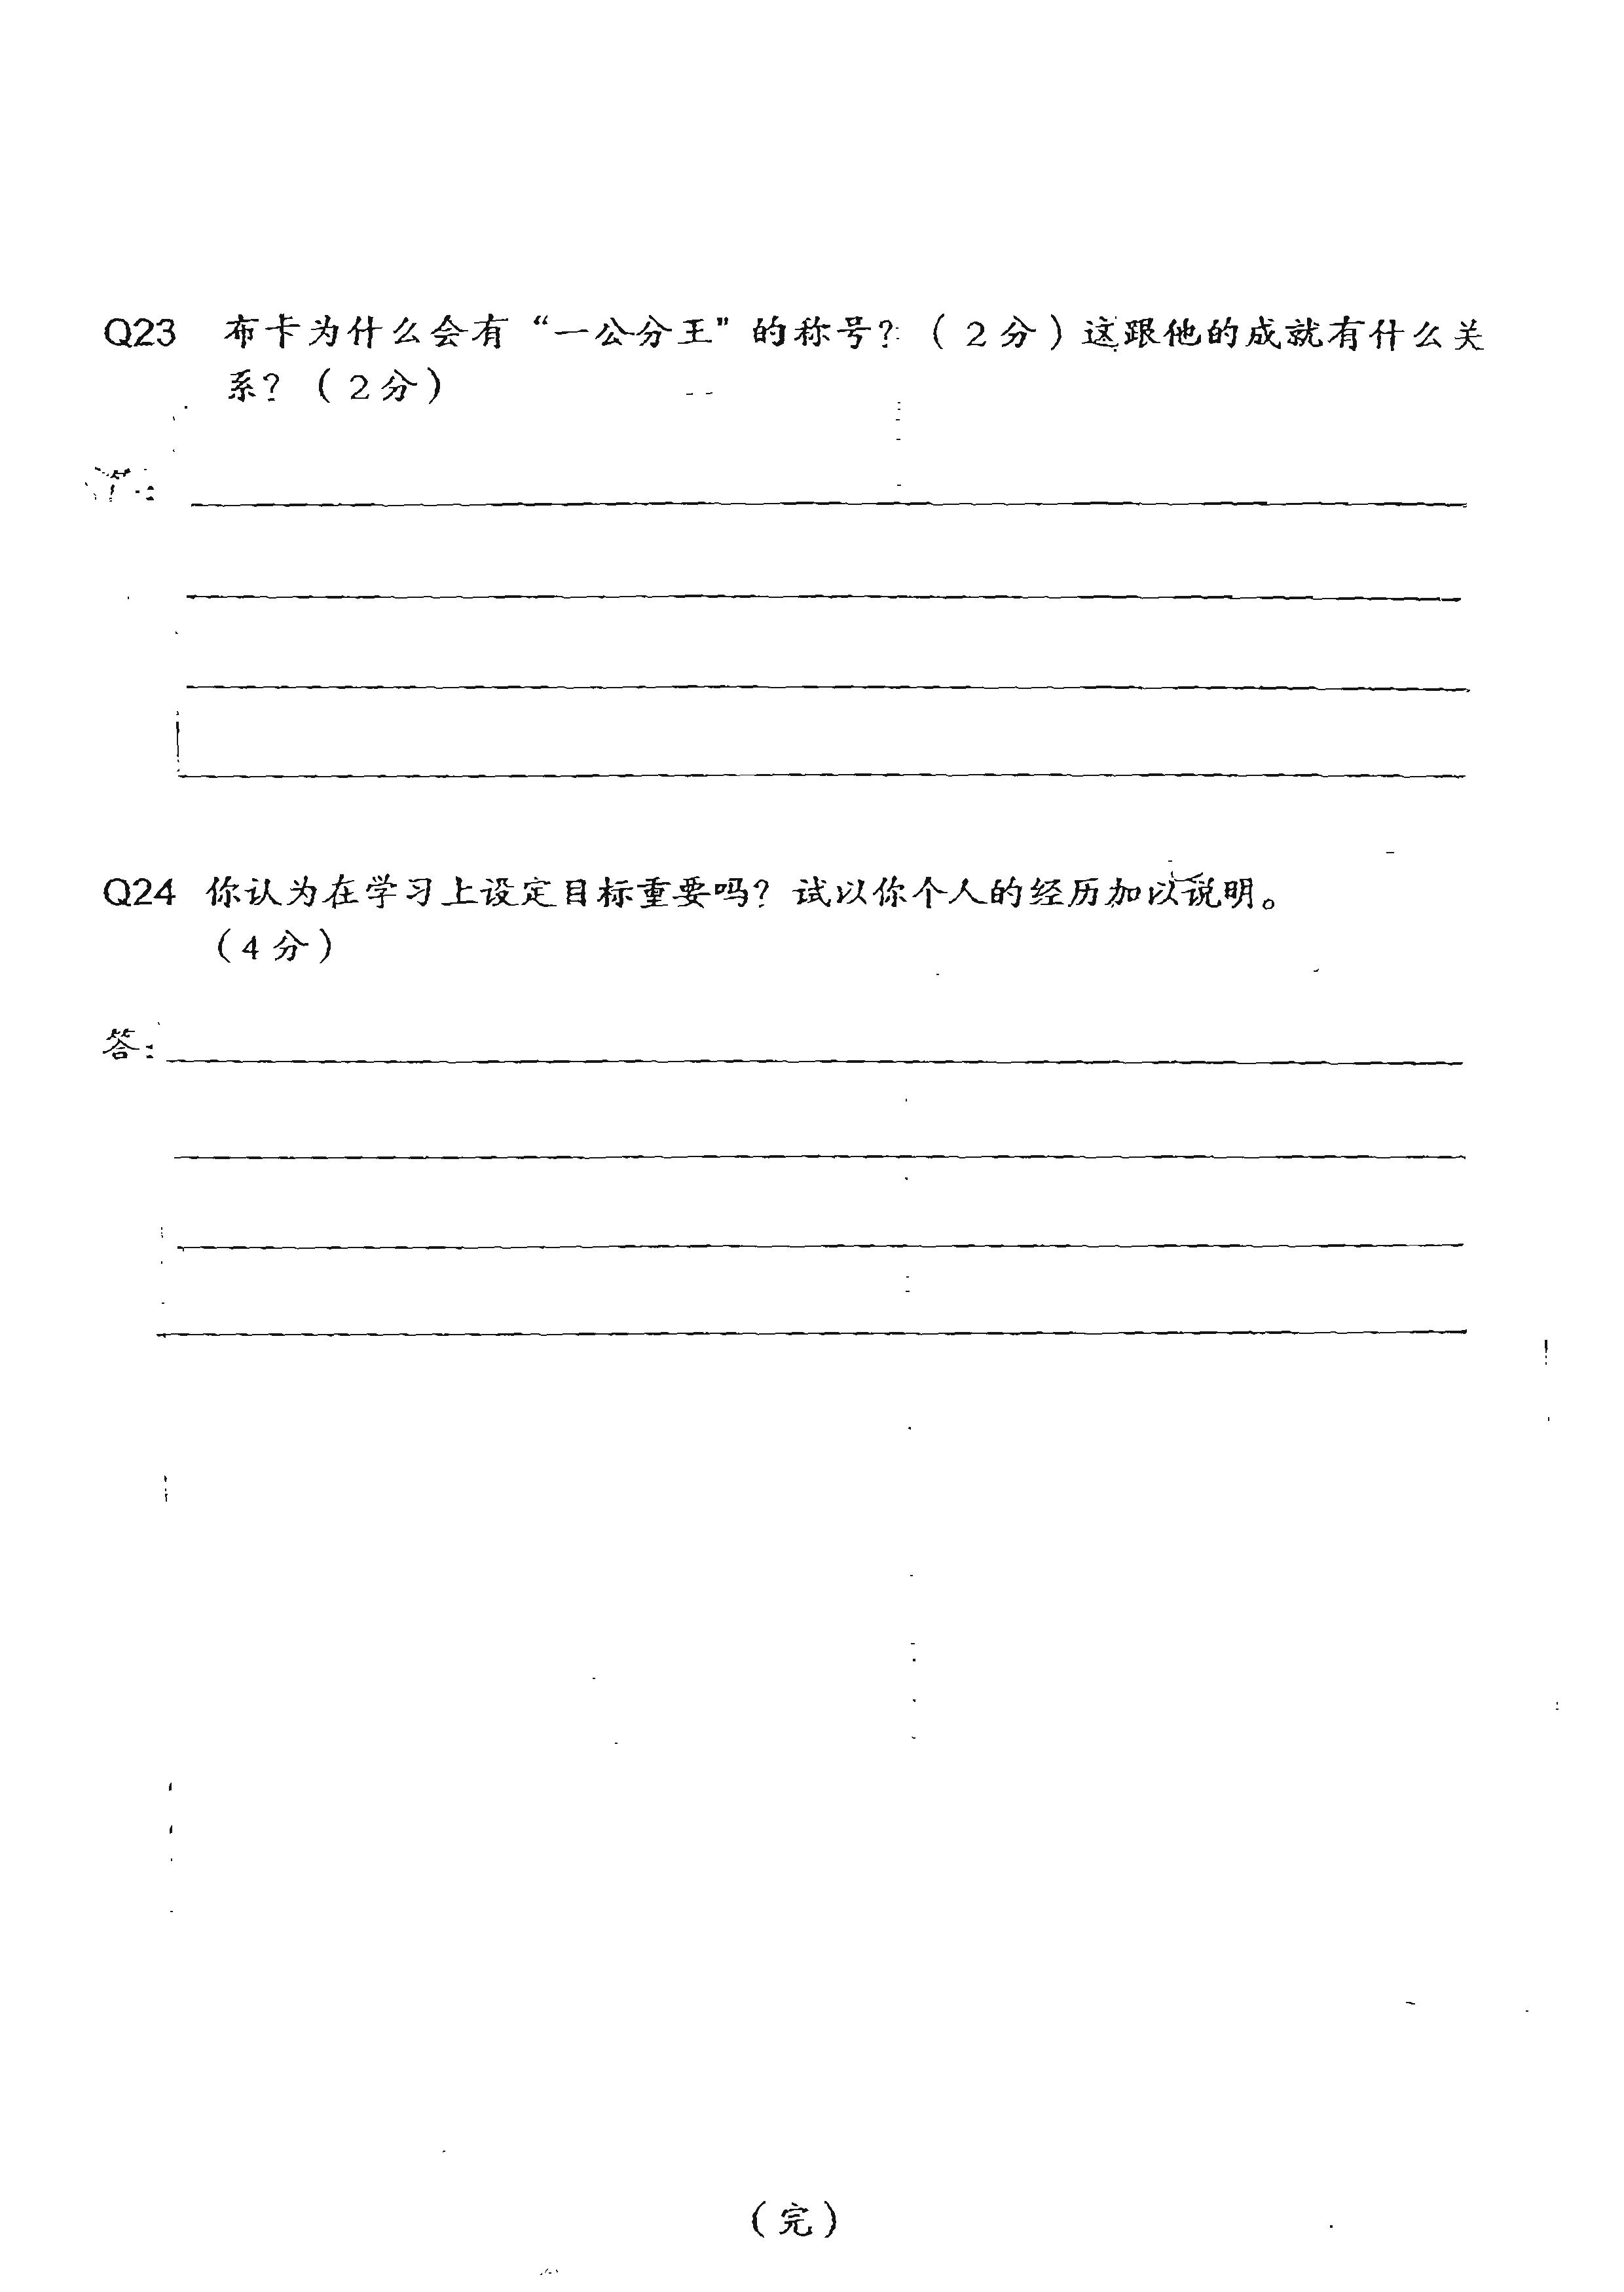 Q23 布卡为什么会有“一公分王”的称号？（2分）这跟他的成就有什么关
系？（2分）
Q24 你认为在学习上设定目标重要吗？试以你个人的经历加以说明。
（4分）
答：
（完）